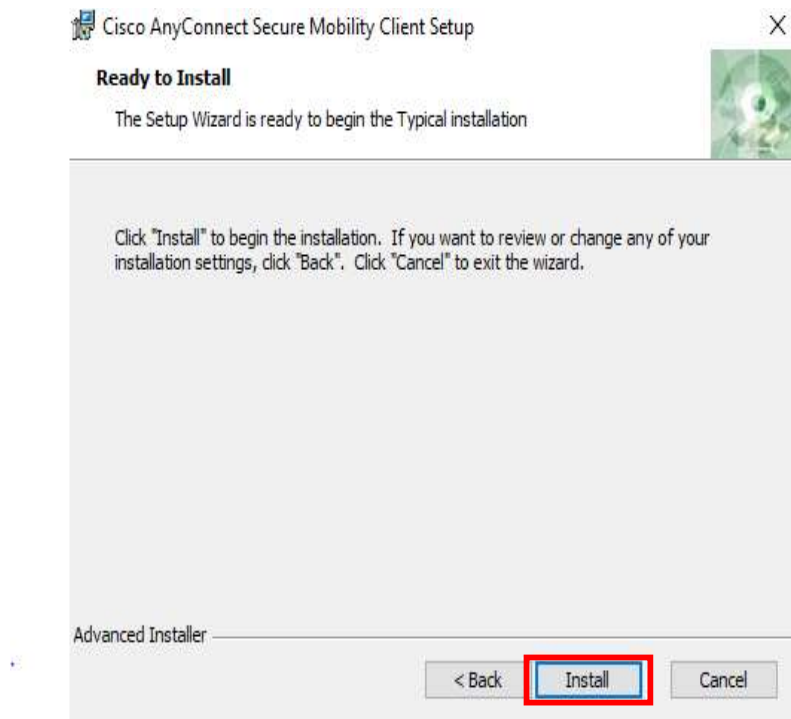 Cisco AnyConnect Secure Mobility Client Setup
Ready to Install
The Setup Wizard is ready to begin the Typical installation
Click "Install" to begin the installation. If you want to review or change any of your
installation settings, click "Back". Click "Cancel" to exit the wizard.
Advanced Installer
< Back Install Cancel